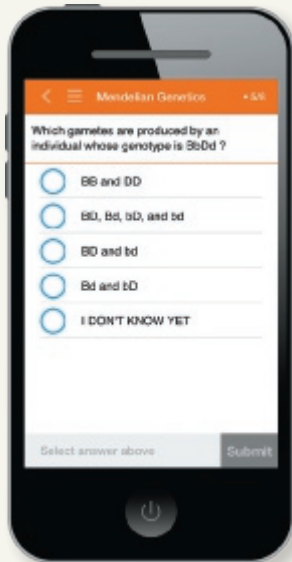 Mendelian Genetics
Which gametes are produced by an
individual whose genotype is BbDd ?
BB and DD
BD, Bd, bD, and bd
BD and bd
Bd and bD
I DON'T KNOW YET
Select answer above
Submit